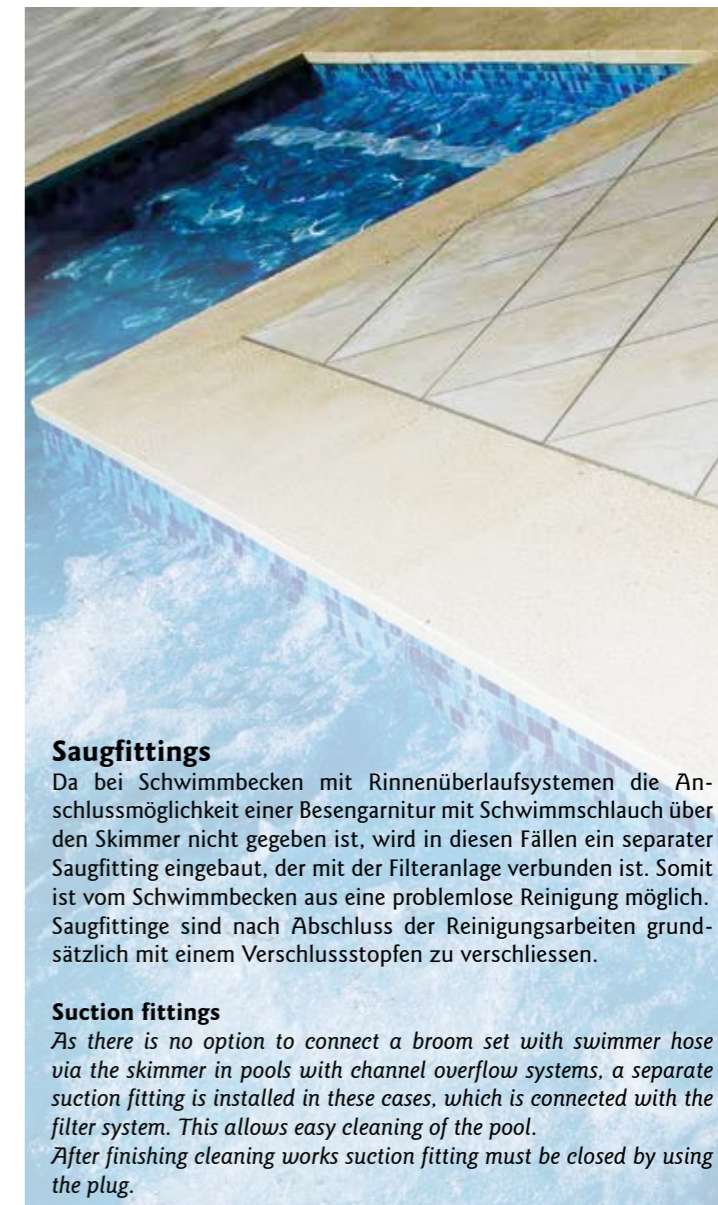 Saugfittings
Da bei Schwimmbecken mit Rinnenüberlaufsystemen die An-
schlussmöglichkeit einer Besengarnitur mit Schwimmschlauch über
den Skimmer nicht gegeben ist, wird in diesen Fällen ein separater
Saugfitting eingebaut, der mit der Filteranlage verbunden ist. Somit
ist vom Schwimmbecken aus eine problemlose Reinigung möglich.
Saugfittinge sind nach Abschluss der Reinigungsarbeiten grund-
sätzlich mit einem Verschlussstopfen zu verschliessen.
Suction fittings
As there is no option to connect a broom set with swimmer hose
via the skimmer in pools with channel overflow systems, a separate
suction fitting is installed in these cases, which is connected with the
filter system. This allows easy cleaning of the pool.
After finishing cleaning works suction fitting must be closed by using
the plug.